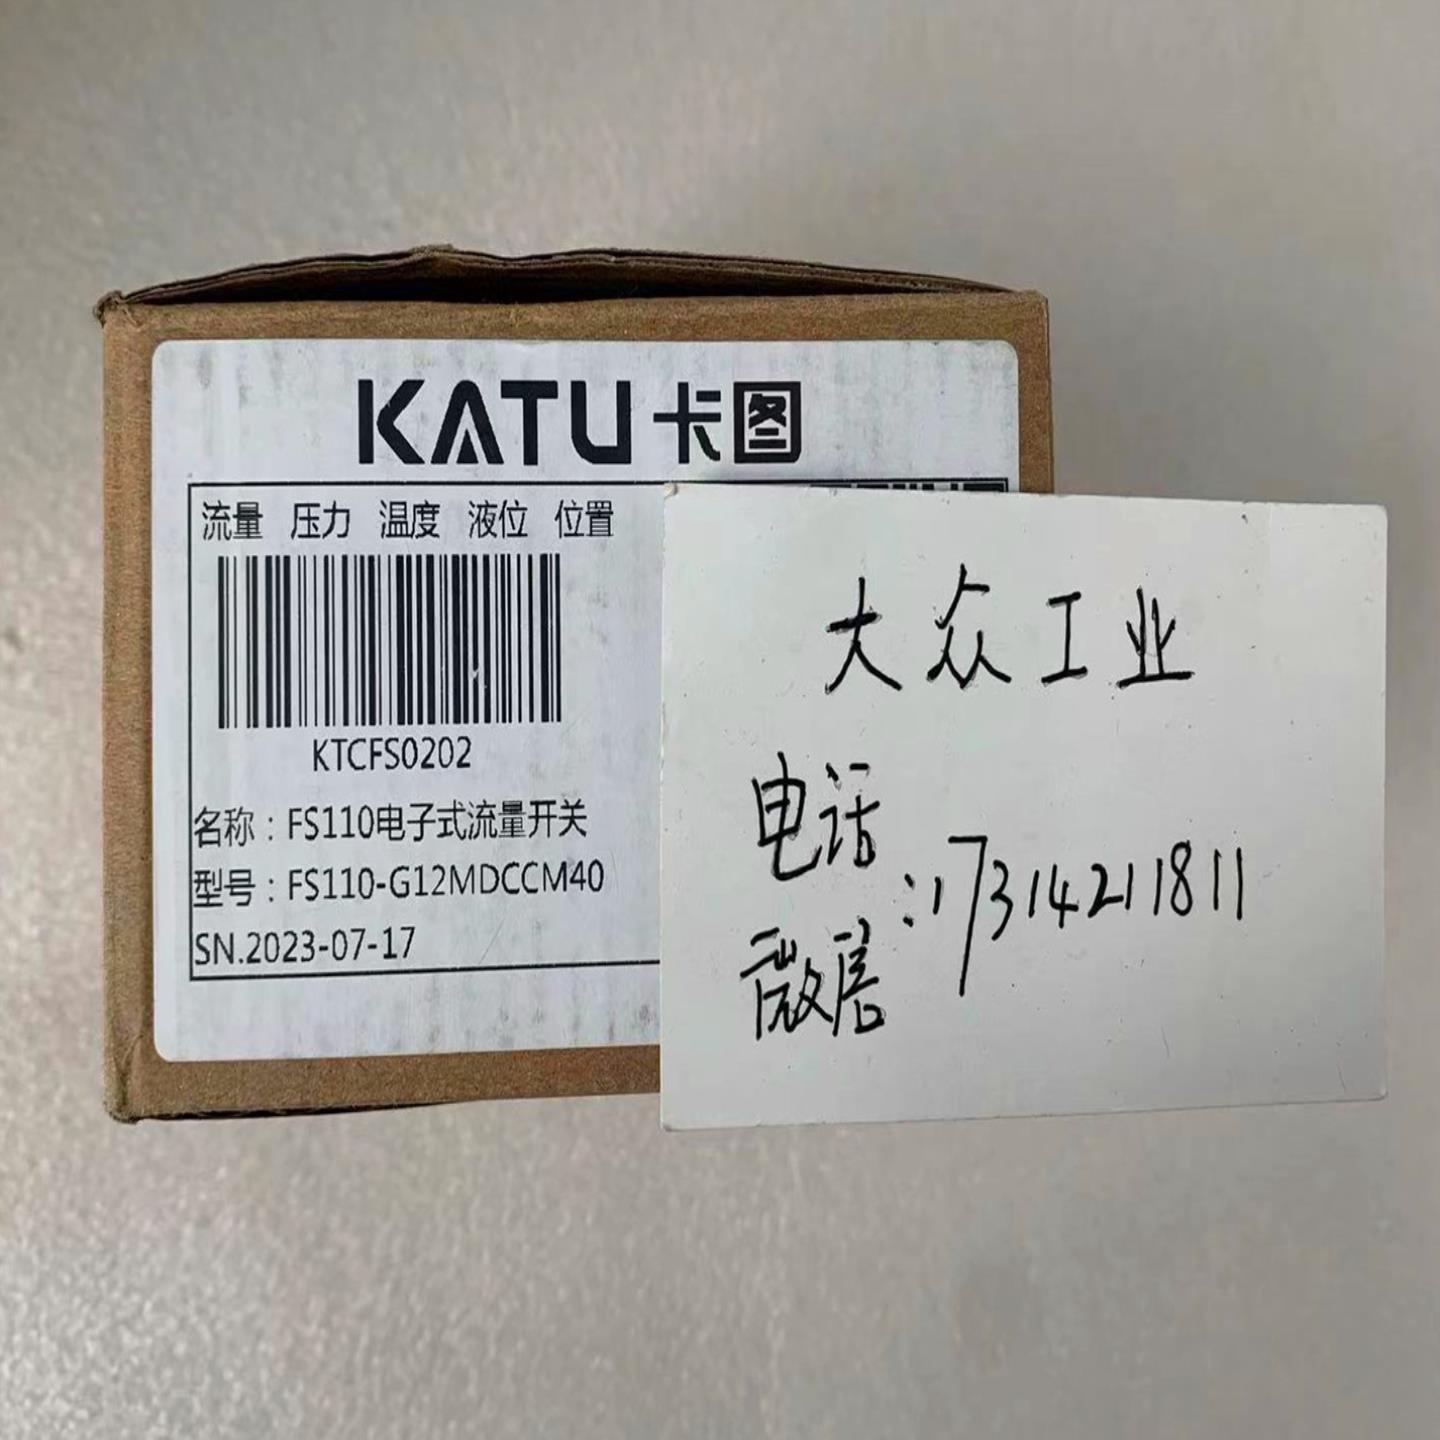 KATU 卡图
流量 压力 温度 液位 位置
KTCFS0202
名称：FS110电子式流量开关
型号：FS110-G12MDCCM40
SN.2023-07-17
大众工业
电话
微信
:17314211811